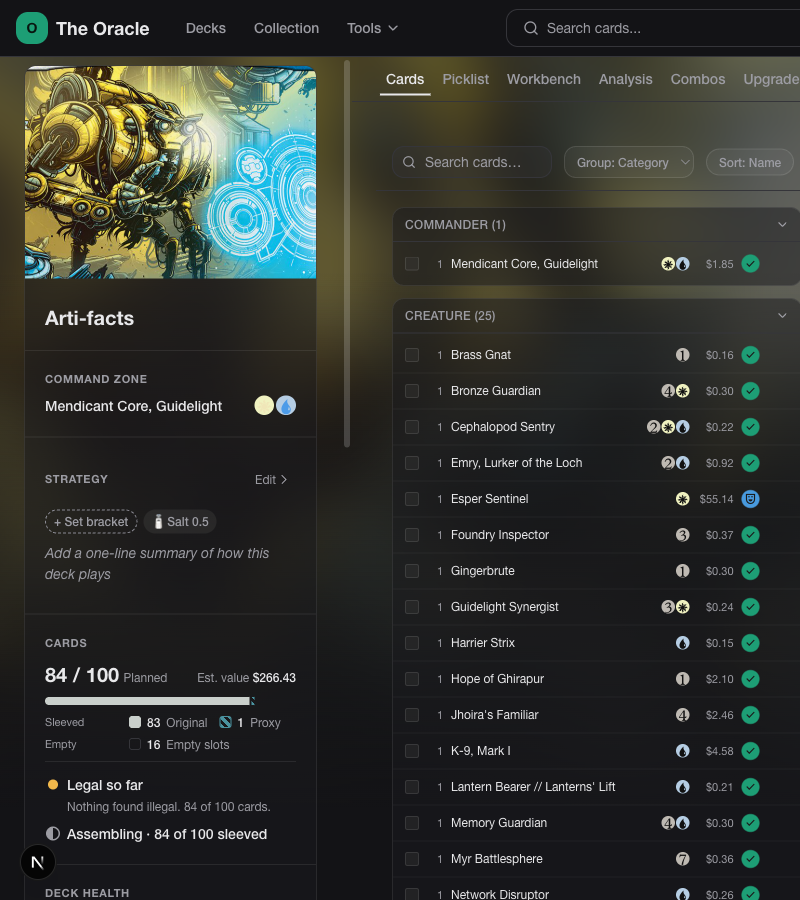 O The Oracle Decks Collection Tools Search cards...
Cards Picklist Workbench Analysis Combos Upgrade
Search cards... Group: Category Sort: Name
Arti-facts
COMMAND ZONE
Mendicant Core, Guidelight
STRATEGY Edit
+ Set bracket Salt 0.5
Add a one-line summary of how this
deck plays
CARDS
84 / 100 Planned Est. value $266.43
Sleeved 83 Original 1 Proxy
Empty 16 Empty slots
Legal so far
Nothing found illegal. 84 of 100 cards.
Assembling · 84 of 100 sleeved
N
DECK HEALTH
COMMANDER (1)
1 Mendicant Core, Guidelight $1.85
CREATURE (25)
1 Brass Gnat 1 $0.16
1 Bronze Guardian 4 $0.30
1 Cephalopod Sentry 2 $0.22
1 Emry, Lurker of the Loch 2 $0.92
1 Esper Sentinel $55.14
1 Foundry Inspector 3 $0.37
1 Gingerbrute 1 $0.30
1 Guidelight Synergist 3 $0.24
1 Harrier Strix $0.15
1 Hope of Ghirapur 1 $2.10
1 Jhoira's Familiar 4 $2.46
1 K-9, Mark I $4.58
1 Lantern Bearer // Lanterns' Lift $0.21
1 Memory Guardian 4 $0.30
1 Myr Battlesphere 7 $0.36
1 Network Disruptor $0.26